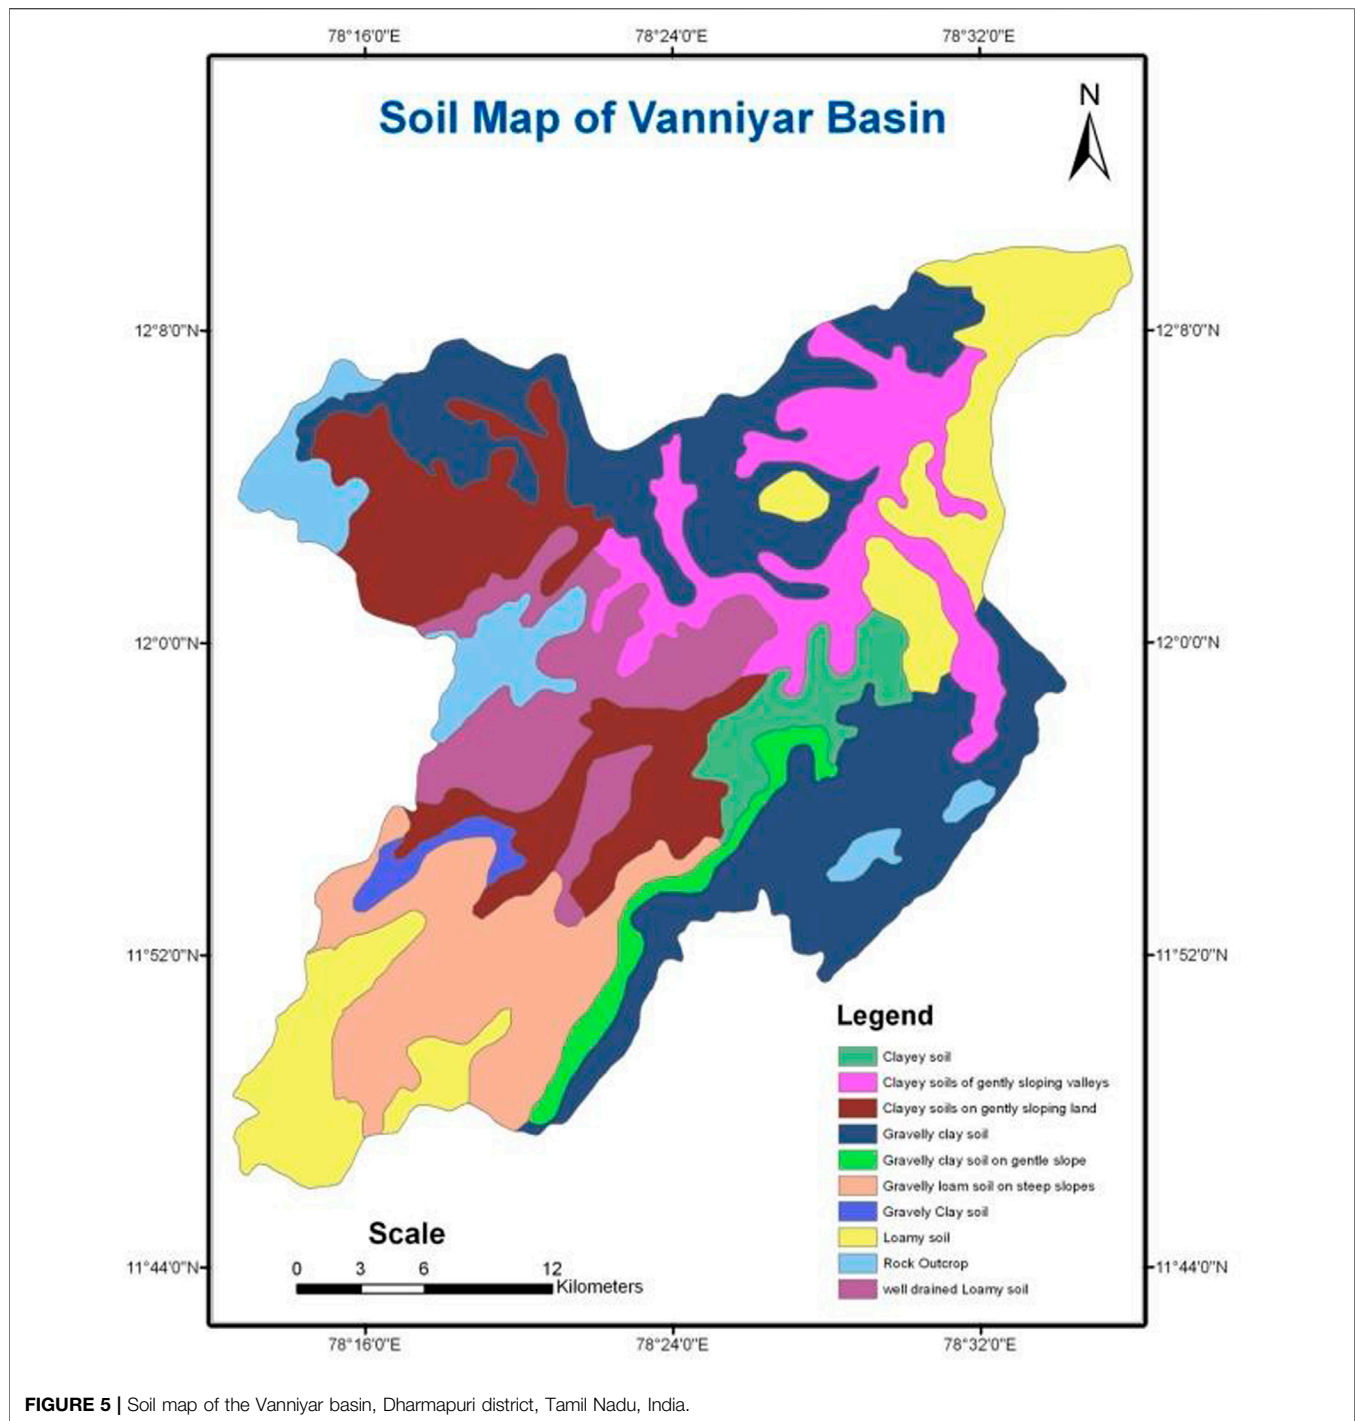 78°16'0"E 78°24'0"E 78°32'0"E
N
Soil Map of Vanniyar Basin
12°8'0"N 12°8'0"N
12°0'0"N 12°0'0"N
11°52'0"N 11°52'0"N
Legend
Clayey soil
Clayey soils of gently sloping valleys
Clayey soils on gently sloping land
Gravelly clay soil
Gravelly clay soil on gentle slope
Gravelly loam soil on steep slopes
Gravely Clay soil
Loamy soil
Rock Outcrop
well drained Loamy soil
Scale
0 3 6 12
Kilometers
11°44'0"N 11°44'0"N
78°16'0"E 78°24'0"E 78°32'0"E
FIGURE 5 | Soil map of the Vanniyar basin, Dharmapuri district, Tamil Nadu, India.